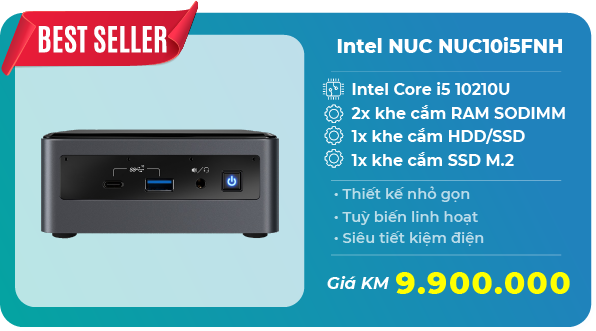 BEST SELLER
Intel NUC NUC10i5FNH
Intel Core i5 10210U
2x khe cắm RAM SODIMM
1x khe cắm HDD/SSD
1x khe cắm SSD M.2
• Thiết kế nhỏ gọn
• Tuỳ biến linh hoạt
• Siêu tiết kiệm điện
Giá KM 9.900.000